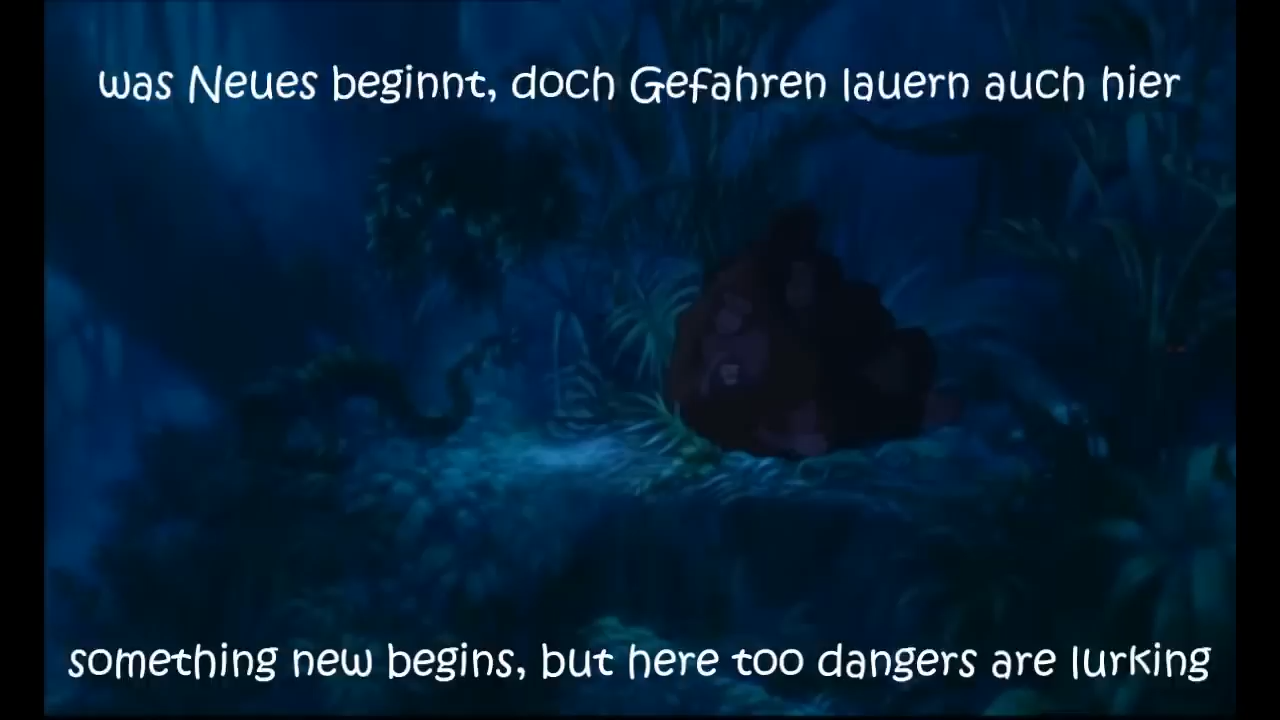 was Neues beginnt, doch Gefahren lauern auch hier
something new begins, but here too dangers are lurking